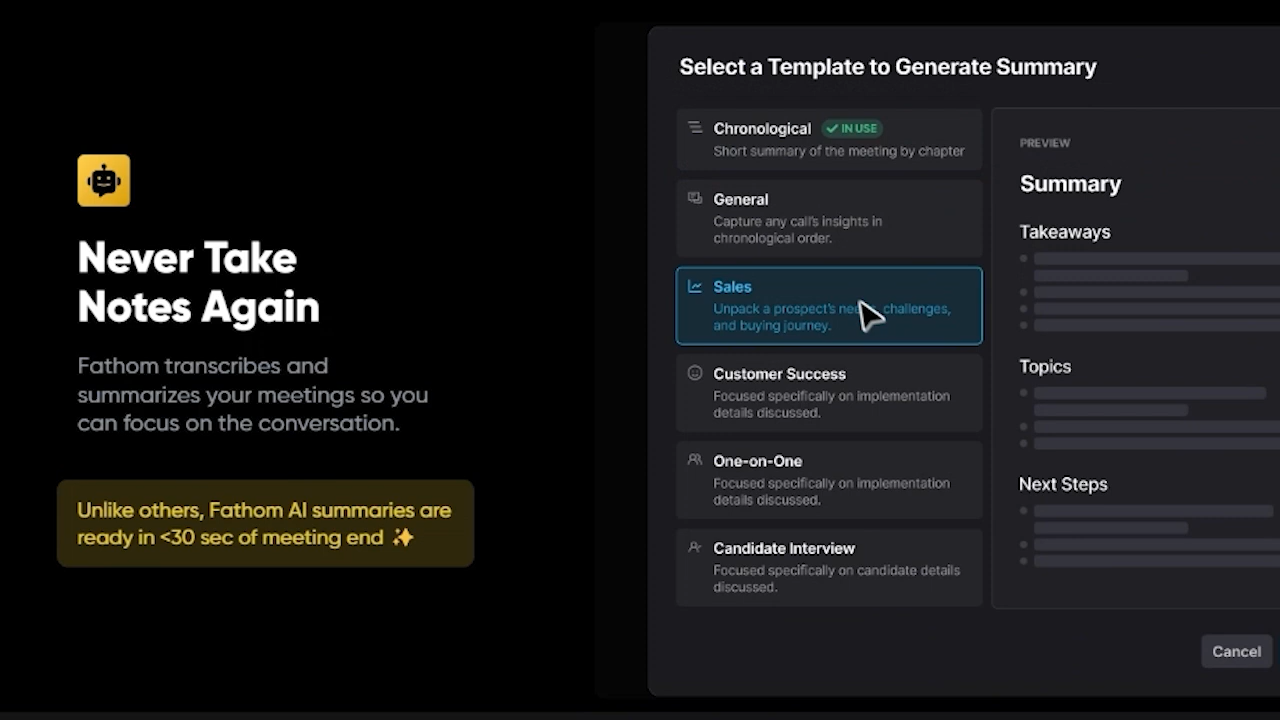 Never Take
Notes Again
Fathom transcribes and
summarizes your meetings so you
can focus on the conversation.
Unlike others, Fathom AI summaries are
ready in <30 sec of meeting end ✨
Select a Template to Generate Summary
Chronological ✓ IN USE
Short summary of the meeting by chapter
General
Capture any call's insights in
chronological order.
Sales
Unpack a prospect's challenges,
and buying journey.
Customer Success
Focused specifically on implementation
details discussed.
One-on-One
Focused specifically on implementation
details discussed.
Candidate Interview
Focused specifically on candidate details
discussed.
PREVIEW
Summary
Takeaways
Topics
Next Steps
Cancel